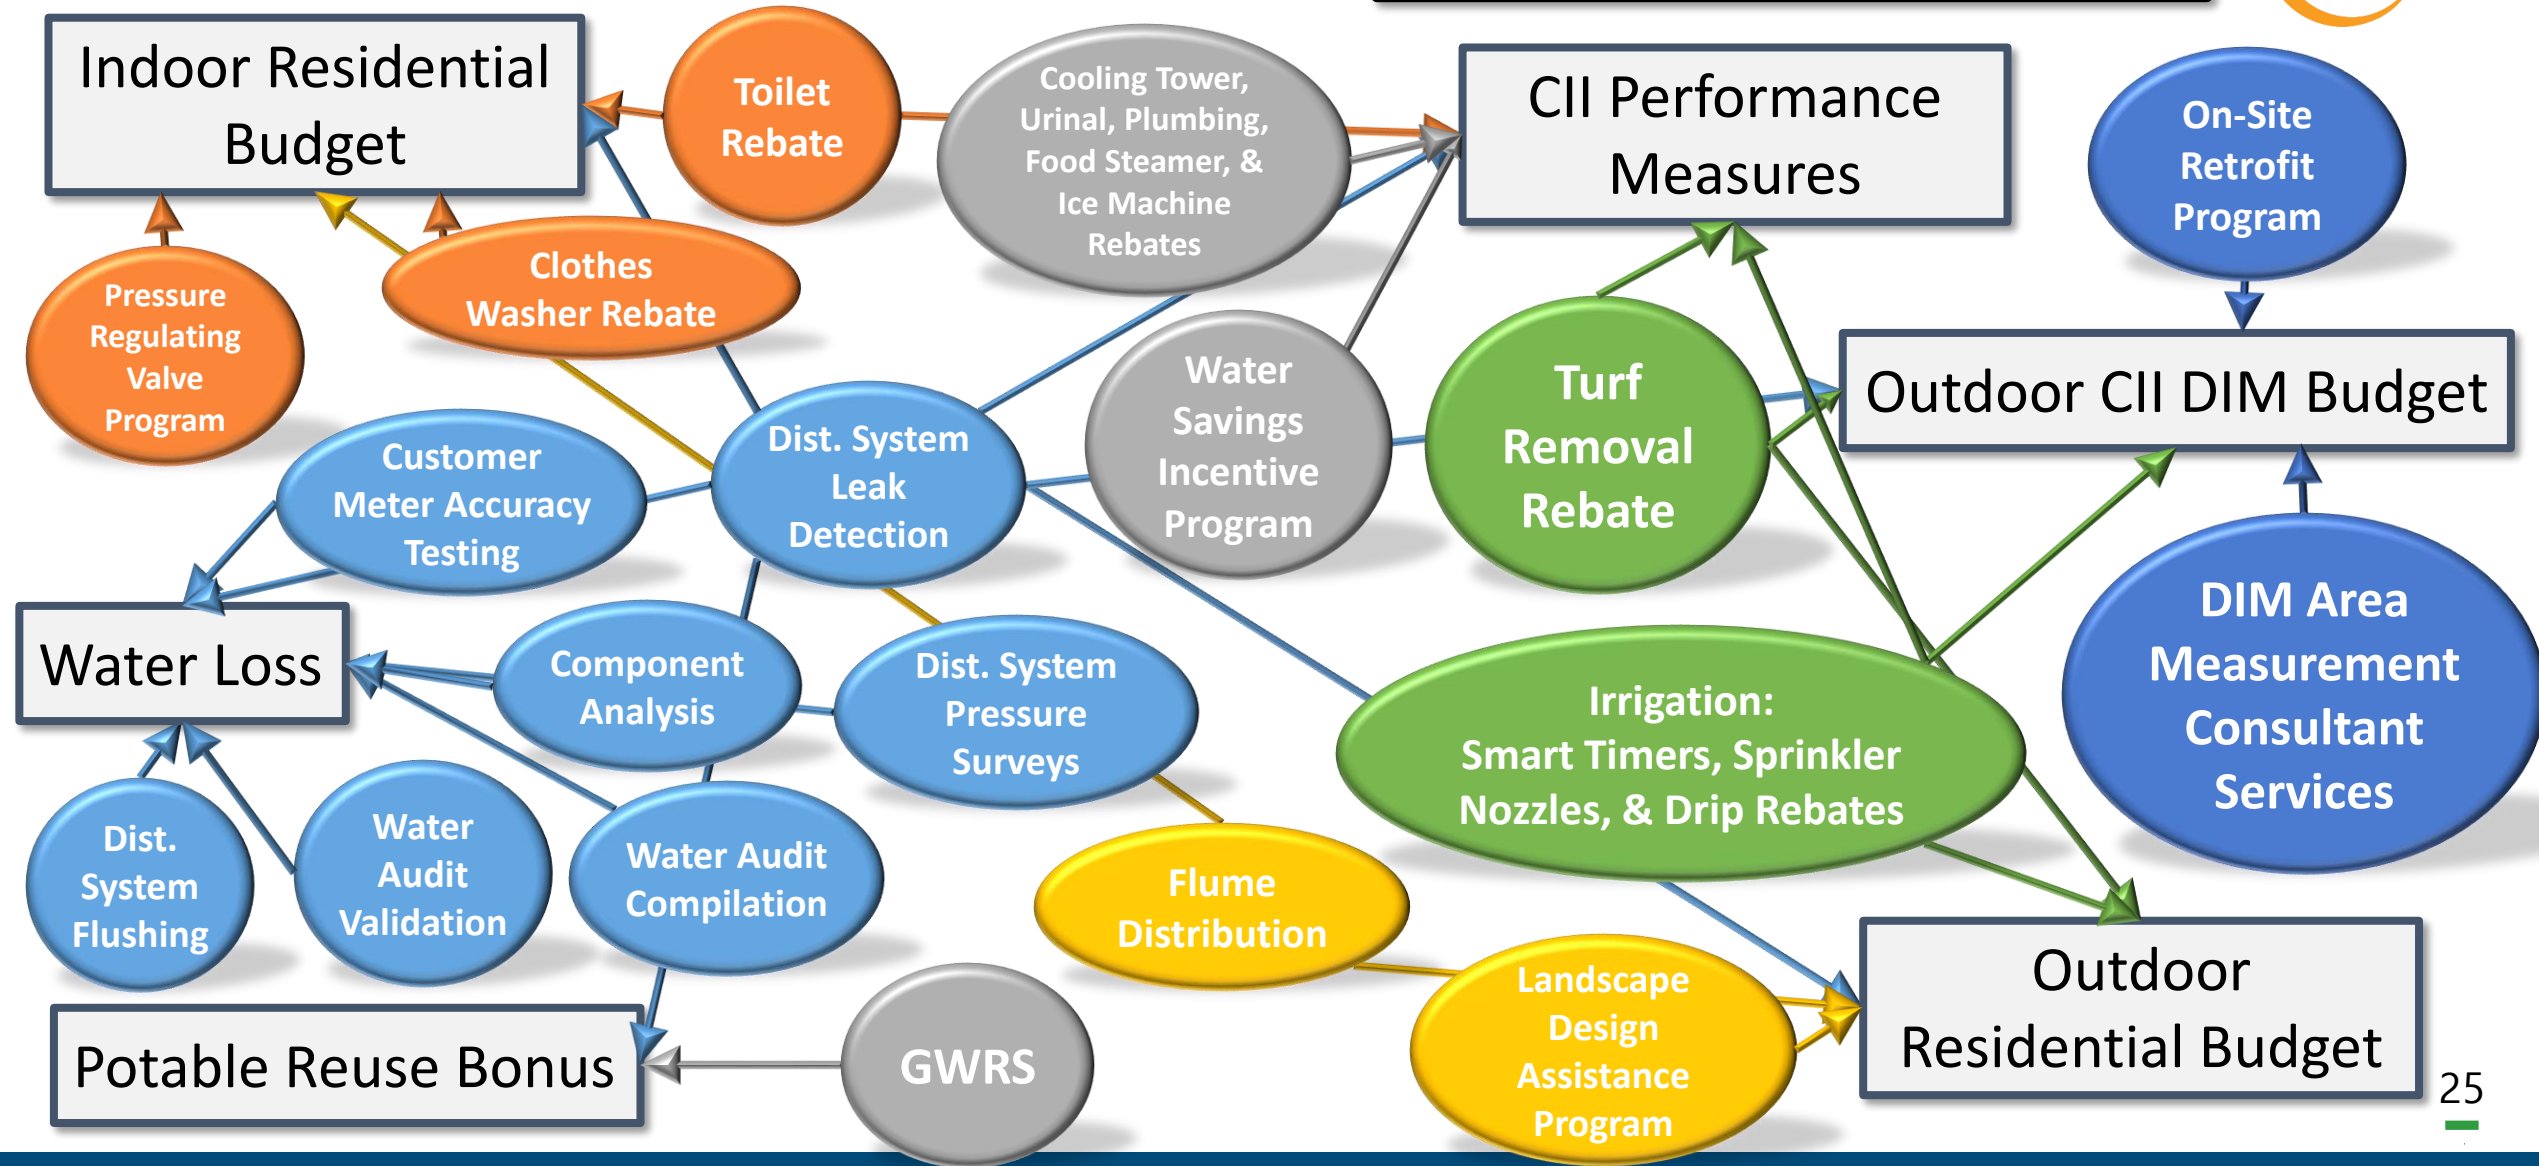 Indoor Residential
Budget
Toilet
Rebate
Cooling Tower,
Urinal, Plumbing,
Food Steamer, &
Ice Machine
Rebates
CII Performance
Measures
On-Site
Retrofit
Program
Pressure
Regulating
Valve
Program
Clothes
Washer Rebate
Customer
Meter Accuracy
Testing
Dist. System
Leak
Detection
Water
Savings
Incentive
Program
Turf
Removal
Rebate
Outdoor CII DIM Budget
Water Loss
Component
Analysis
Dist. System
Pressure
Surveys
Irrigation:
Smart Timers, Sprinkler
Nozzles, & Drip Rebates
DIM Area
Measurement
Consultant
Services
Dist.
System
Flushing
Water
Audit
Validation
Water Audit
Compilation
Flume
Distribution
Landscape
Design
Assistance
Program
Outdoor
Residential Budget
Potable Reuse Bonus
GWRS
25